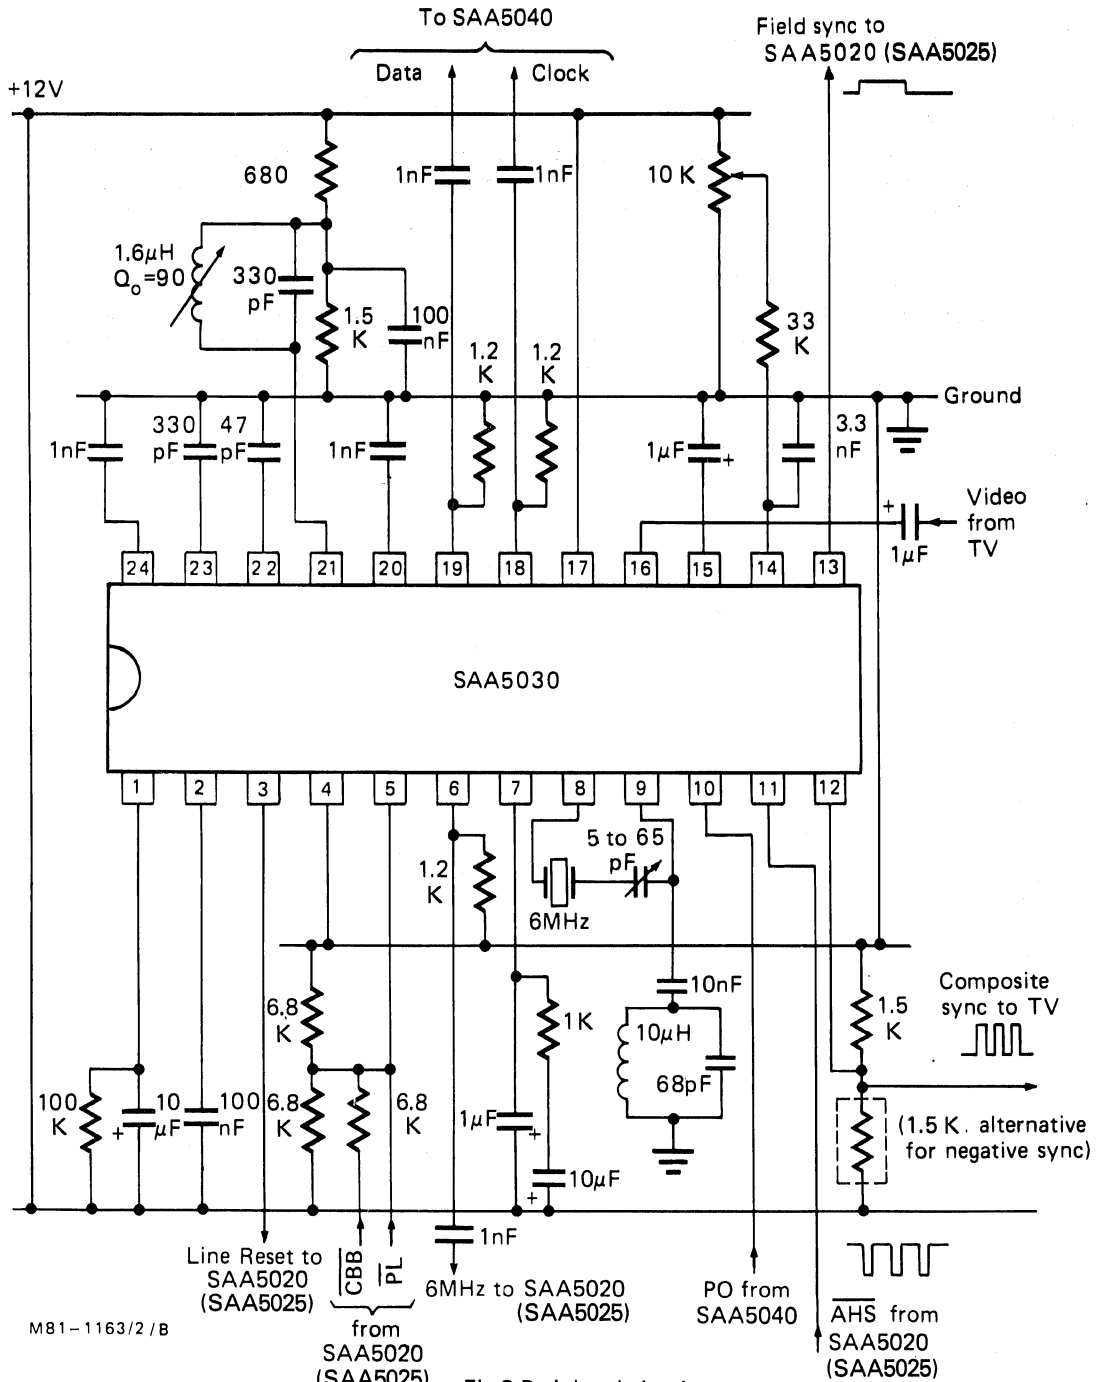 To SAA5040
Data
Clock
Field sync to
SAA5020 (SAA5025)
+12V
680
1nF
1nF
10 K
1.6µH
Qo=90
330
pF
1.5
K
100
nF
33
K
1.2
K
1.2
K
Ground
1nF
330
pF
47
pF
1nF
1µF
+
3.3
nF
+
1µF
Video
from
TV
24
23
22
21
20
19
18
17
16
15
14
13
SAA5030
1
2
3
4
5
6
7
8
9
10
11
12
5 to 65
pF
1.2
K
6MHz
10nF
Composite
sync to TV
6.8
K
1K
10µH
68pF
1.5
K
100
K
10
µF
+
100
nF
6.8
K
6.8
K
1µF
+
(1.5 K. alternative
for negative sync)
10µF
+
1nF
Line Reset to
SAA5020
(SAA5025)
CBB
PL
from
SAA5020
(SAA5025)
6MHz to SAA5020
(SAA5025)
PO from
SAA5040
AHS from
SAA5020
(SAA5025)
M81-1163/2/B